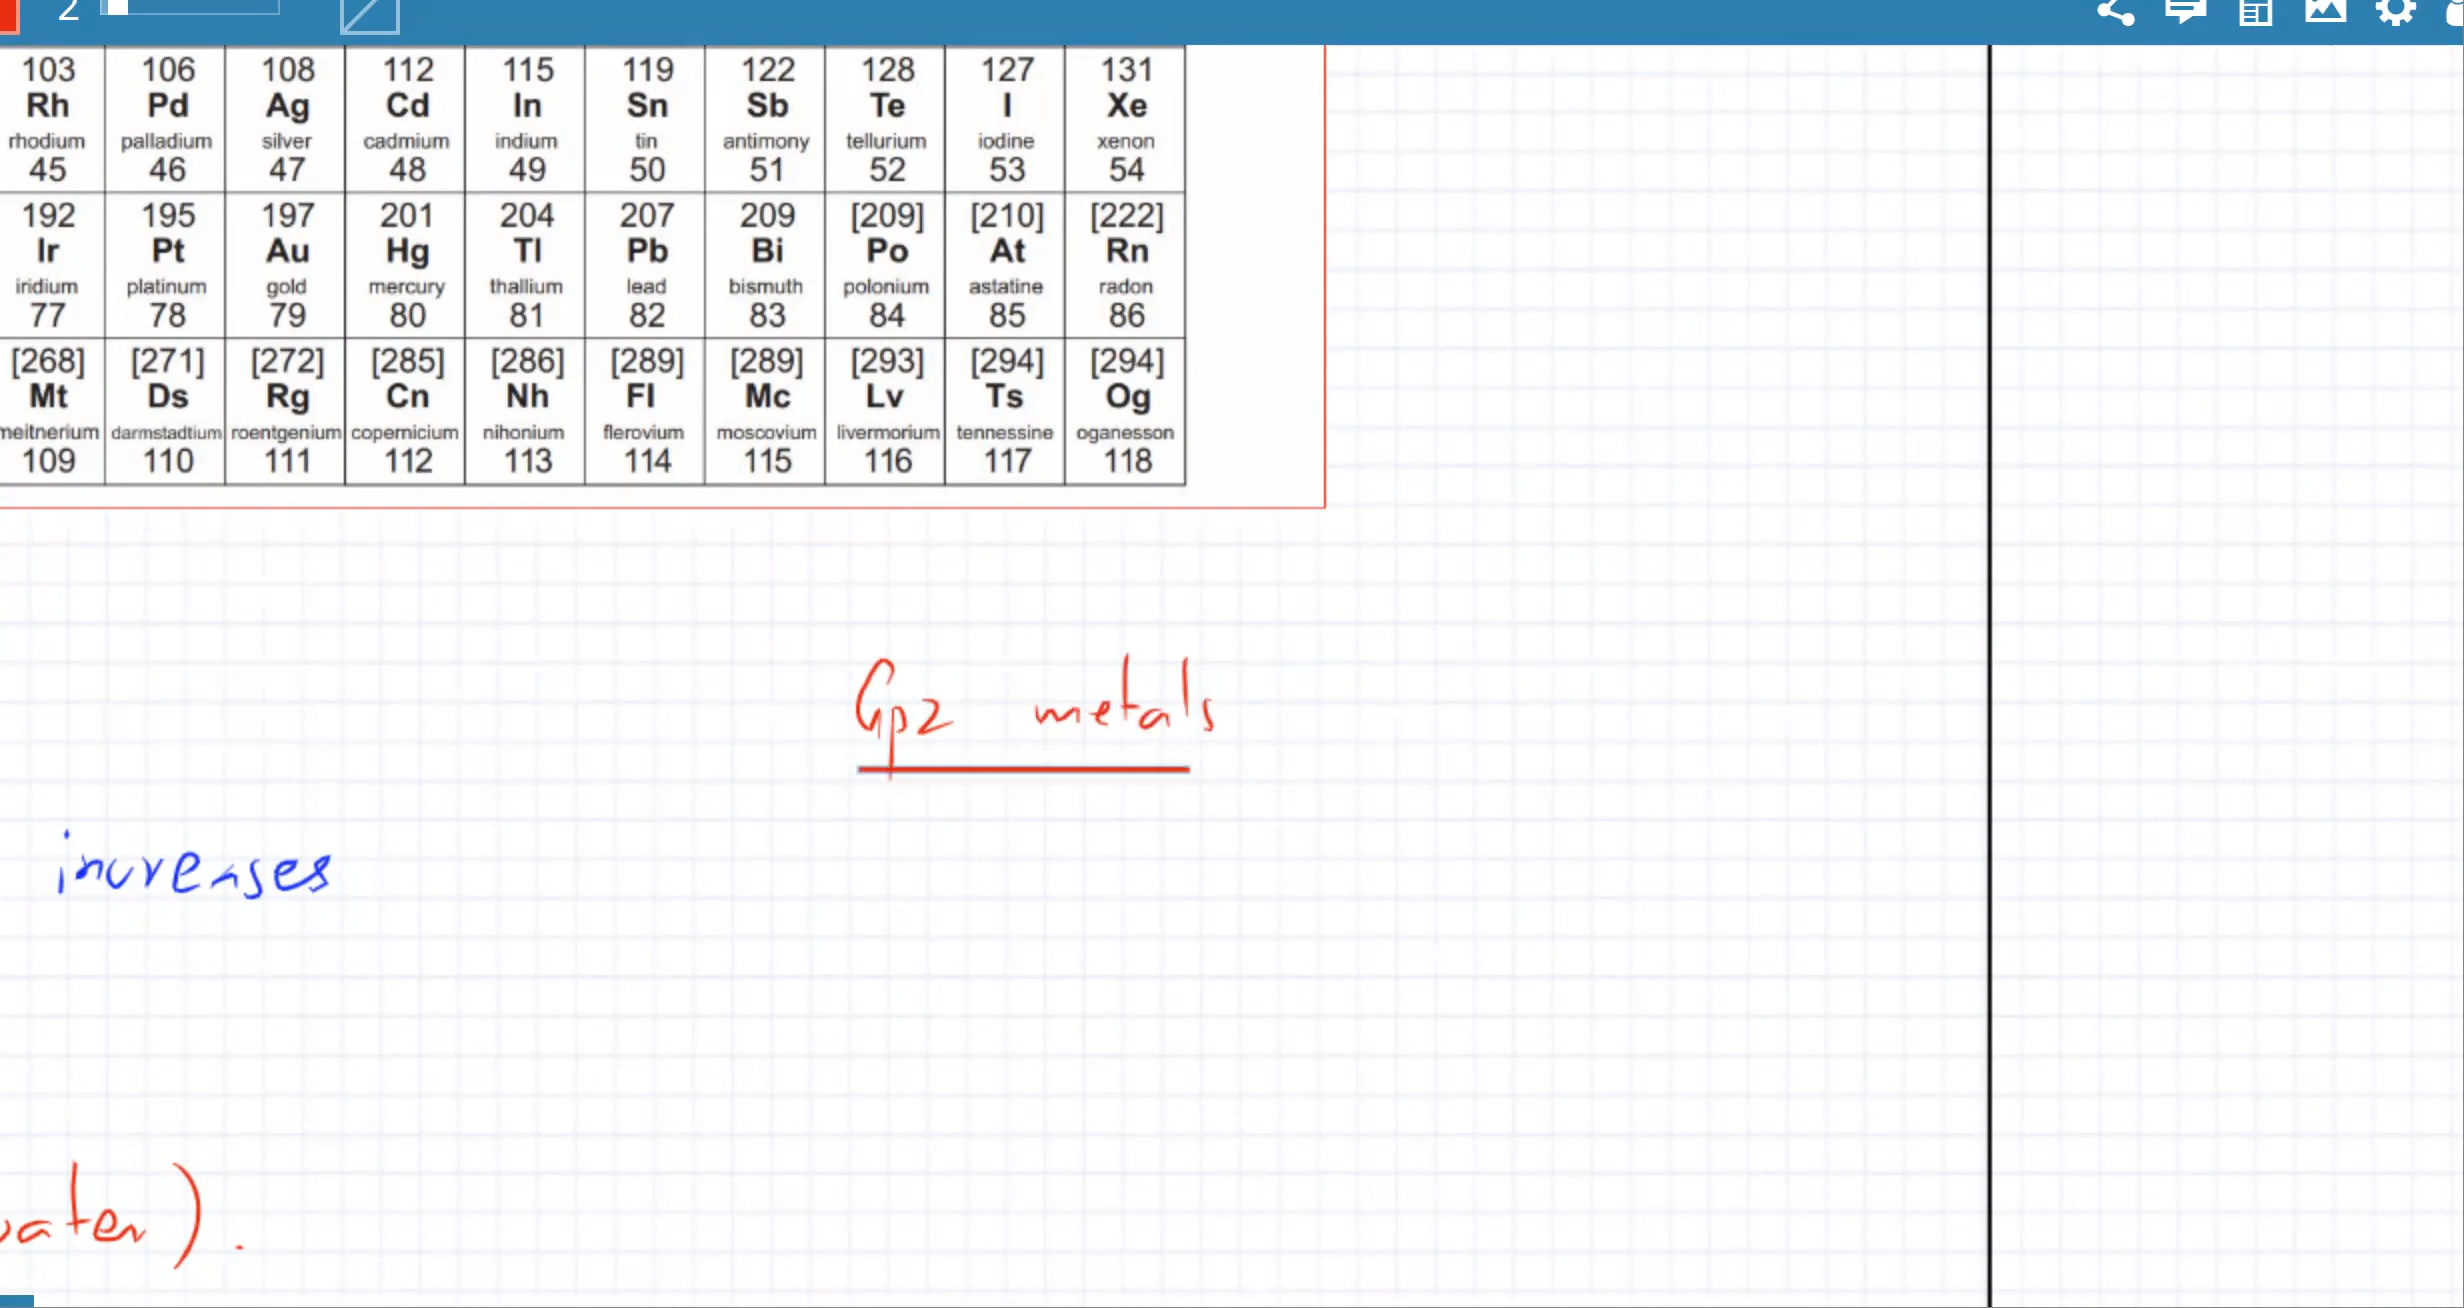 2
103 106 108 112 115 119 122 128 127 131
Rh Pd Ag Cd In Sn Sb Te I Xe
rhodium palladium silver cadmium indium tin antimony tellurium iodine xenon
45 46 47 48 49 50 51 52 53 54
192 195 197 201 204 207 209 [209] [210] [222]
Ir Pt Au Hg Tl Pb Bi Po At Rn
iridium platinum gold mercury thallium lead bismuth polonium astatine radon
77 78 79 80 81 82 83 84 85 86
[268] [271] [272] [285] [286] [289] [289] [293] [294] [294]
Mt Ds Rg Cn Nh Fl Mc Lv Ts Og
meitnerium darmstadtium roentgenium copernicium nihonium flerovium moscovium livermorium tennessine oganesson
109 110 111 112 113 114 115 116 117 118
Gp2 metals
increases
water).